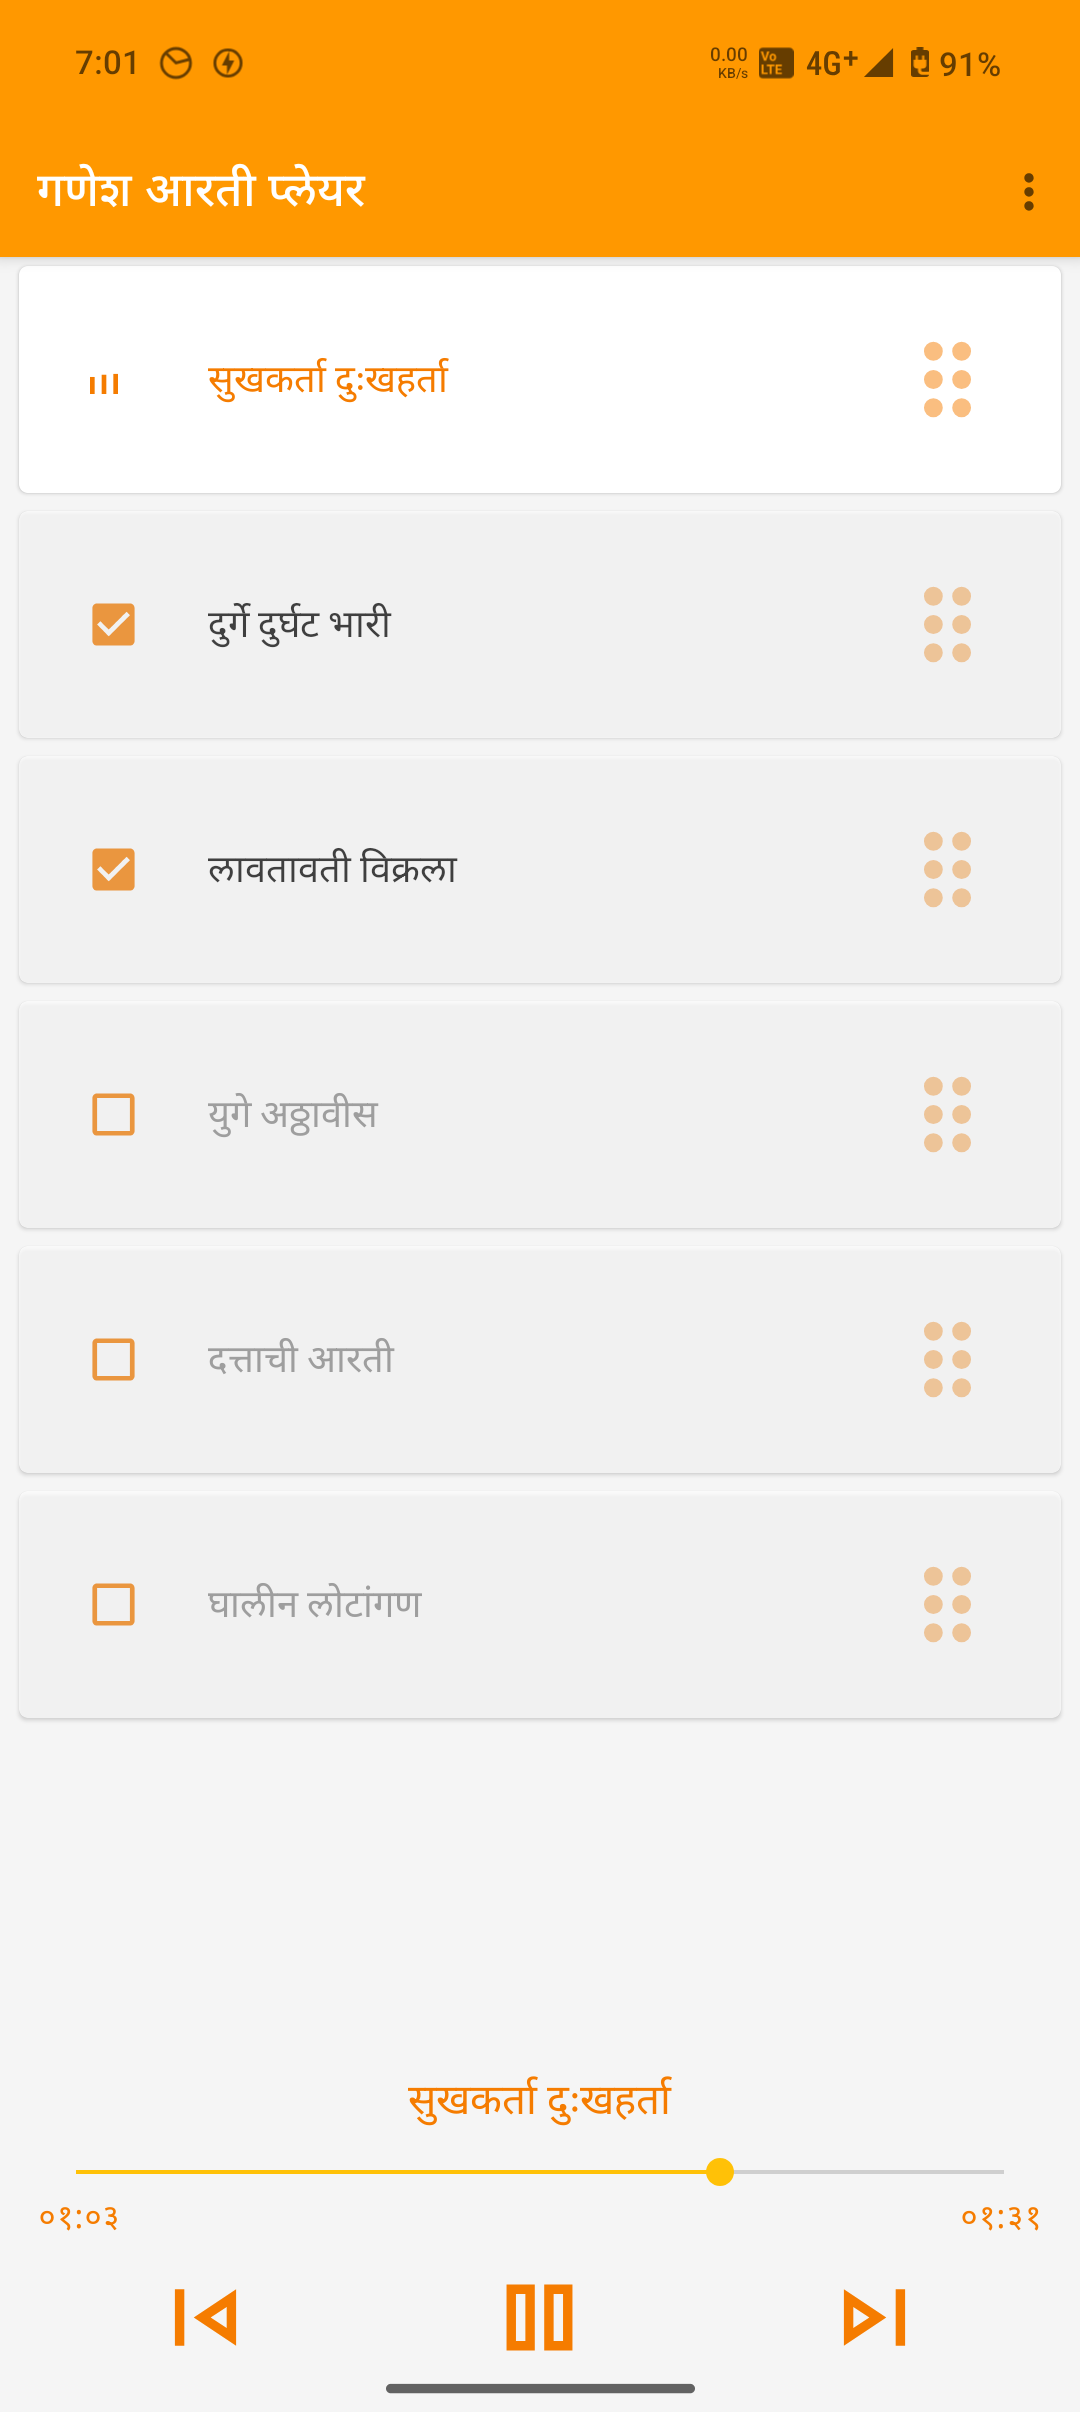 7:01 0.00 KB/s Vo LTE 4G+ 91%
गणेश आरती प्लेयर
सुखकर्ता दुःखहर्ता
दुर्गे दुर्घट भारी
लावतावती विक्रला
युगे अठ्ठावीस
दत्ताची आरती
घालीन लोटांगण
सुखकर्ता दुःखहर्ता
०१:०३ ०१:३१